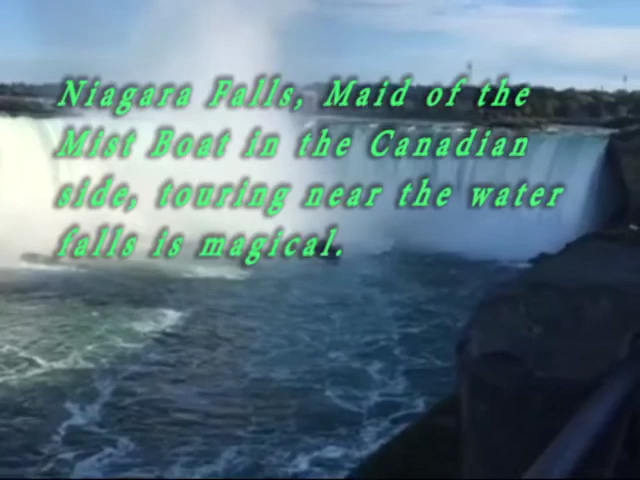 Niagara Falls, Maid of the
Mist Boat in the Canadian
side, touring near the water
falls is magical.